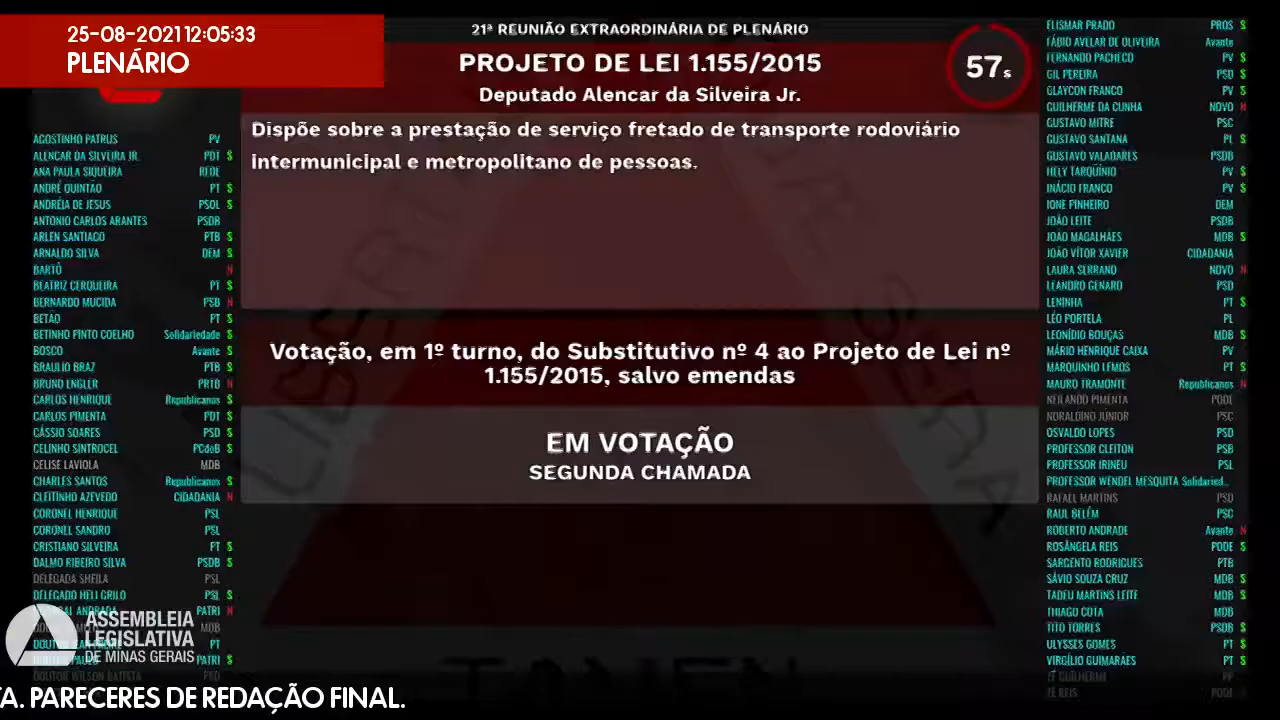 25-08-2021 12:05:33
PLENÁRIO
21ª REUNIÃO EXTRAORDINÁRIA DE PLENÁRIO
PROJETO DE LEI 1.155/2015
Deputado Alencar da Silveira Jr.
57s
Dispõe sobre a prestação de serviço fretado de transporte rodoviário
intermunicipal e metropolitano de pessoas.
Votação, em 1º turno, do Substitutivo nº 4 ao Projeto de Lei nº
1.155/2015, salvo emendas
EM VOTAÇÃO
SEGUNDA CHAMADA
AGOSTINHO PATRUS PV
ALENCAR DA SILVEIRA JR. PDT S
ANA PAULA SIQUEIRA REDE
ANDRÉ QUINTÃO PT S
ANDRÉIA DE JESUS PSOL S
ANTONIO CARLOS ARANTES PSDB
ARLEN SANTIAGO PTB S
ARNALDO SILVA DEM S
BARTÔ N
BEATRIZ CERQUEIRA PT S
BERNARDO MUCIDA PSB N
BETÃO PT S
BETINHO PINTO COELHO Solidariedade S
BOSCO Avante S
BRAULIO BRAZ PTB S
BRUNO ENGLER PRTB N
CARLOS HENRIQUE Republicanos S
CARLOS PIMENTA PDT S
CÁSSIO SOARES PSD S
CELINHO SINTROCEL PCdoB S
CELISE LAVIOLA MDB
CHARLES SANTOS Republicanos S
CLEITINHO AZEVEDO CIDADANIA N
CORONEL HENRIQUE PSL
CORONEL SANDRO PSL
CRISTIANO SILVEIRA PT S
DALMO RIBEIRO SILVA PSDB S
DELEGADA SHEILA PSL
DELEGADO HELI GRILO PSL S
ANDRADA PATRI N
MDB
PT
PATRI S
DOUTOR WILSON BATISTA PSD
ELISMAR PRADO PROS S
FÁBIO AVELAR DE OLIVEIRA Avante
FERNANDO PACHECO PV S
GIL PEREIRA PSD S
GLAYCON FRANCO PV S
GUILHERME DA CUNHA NOVO N
GUSTAVO MITRE PSC
GUSTAVO SANTANA PL S
GUSTAVO VALADARES PSDB
HELY TARQÜÍNIO PV S
INÁCIO FRANCO PV S
IONE PINHEIRO DEM
JOÃO LEITE PSDB
JOÃO MAGALHÃES MDB S
JOÃO VÍTOR XAVIER CIDADANIA
LAURA SERRANO NOVO N
LEANDRO GENARO PSD
LENINHA PT S
LÉO PORTELA PL
LEONÍDIO BOUÇAS MDB S
MÁRIO HENRIQUE CAIXA PV
MARQUINHO LEMOS PT S
MAURO TRAMONTE Republicanos N
NEILANDO PIMENTA PODE
NORALDINO JÚNIOR PSC
OSVALDO LOPES PSD
PROFESSOR CLEITON PSB
PROFESSOR IRINEU PSL
PROFESSOR WENDEL MESQUITA Solidaried...
RAFAEL MARTINS PSD
RAUL BELÉM PSC
ROBERTO ANDRADE Avante N
ROSÂNGELA REIS PODE S
SARGENTO RODRIGUES PTB
SÁVIO SOUZA CRUZ MDB S
TADEU MARTINS LEITE MDB S
THIAGO COTA MDB
TITO TORRES PSDB S
ULYSSES GOMES PT S
VIRGÍLIO GUIMARÃES PT S
ZÉ GUILHERME PP
ZÉ REIS PODE
ASSEMBLEIA
LEGISLATIVA
DE MINAS GERAIS
TA. PARECERES DE REDAÇÃO FINAL.